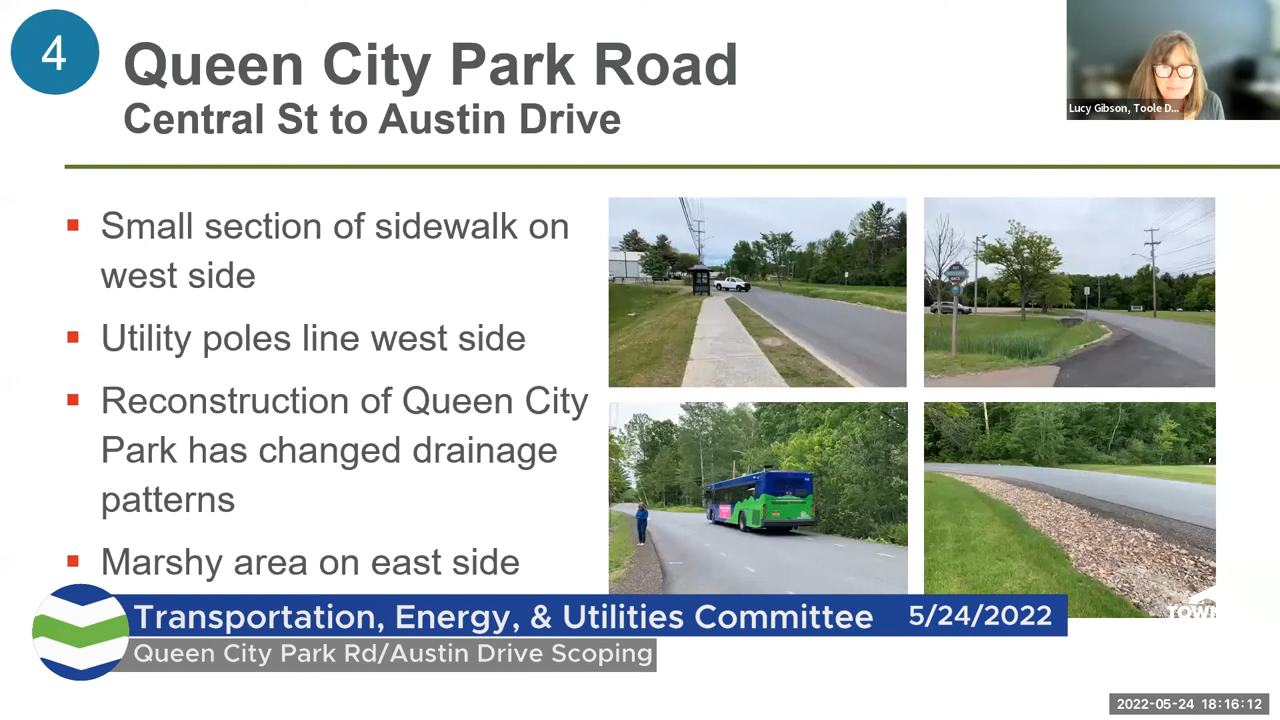 4
Queen City Park Road
Central St to Austin Drive
Lucy Gibson, Toole D...
Small section of sidewalk on
west side
Utility poles line west side
Reconstruction of Queen City
Park has changed drainage
patterns
Marshy area on east side
TOWN
Transportation, Energy, & Utilities Committee 5/24/2022
Queen City Park Rd/Austin Drive Scoping
2022-05-24 18:16:12